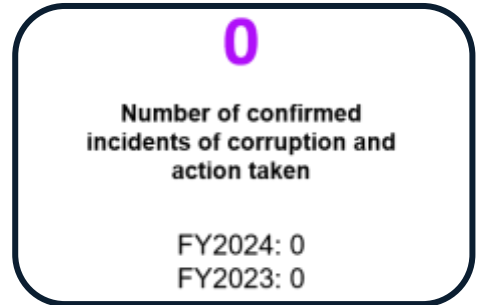 0
Number of confirmed
incidents of corruption and
action taken
FY2024: 0
FY2023: 0